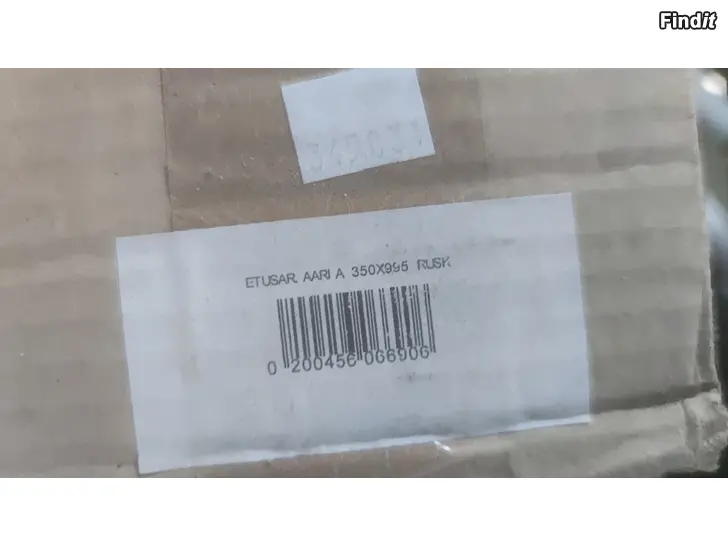 Findit
ETUSAR. AARI A 350X995 RUSK
0 200456 066906